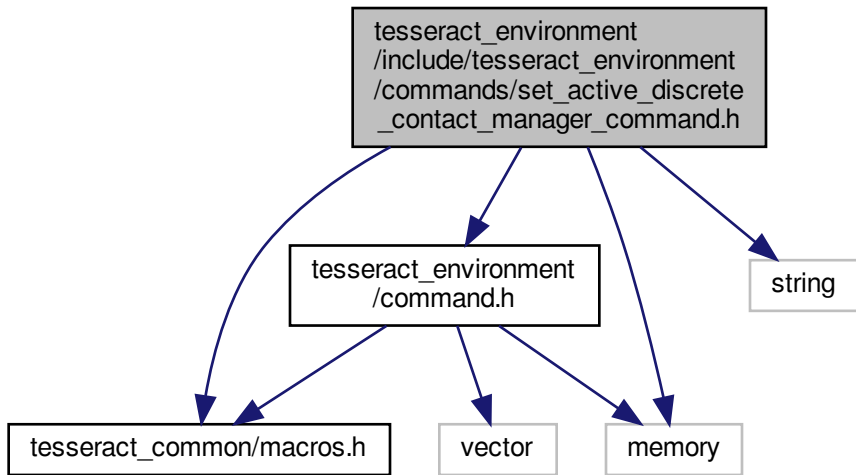 tesseract_environment
/include/tesseract_environment
/commands/set_active_discrete
_contact_manager_command.h
tesseract_environment
/command.h
string
tesseract_common/macros.h
vector
memory